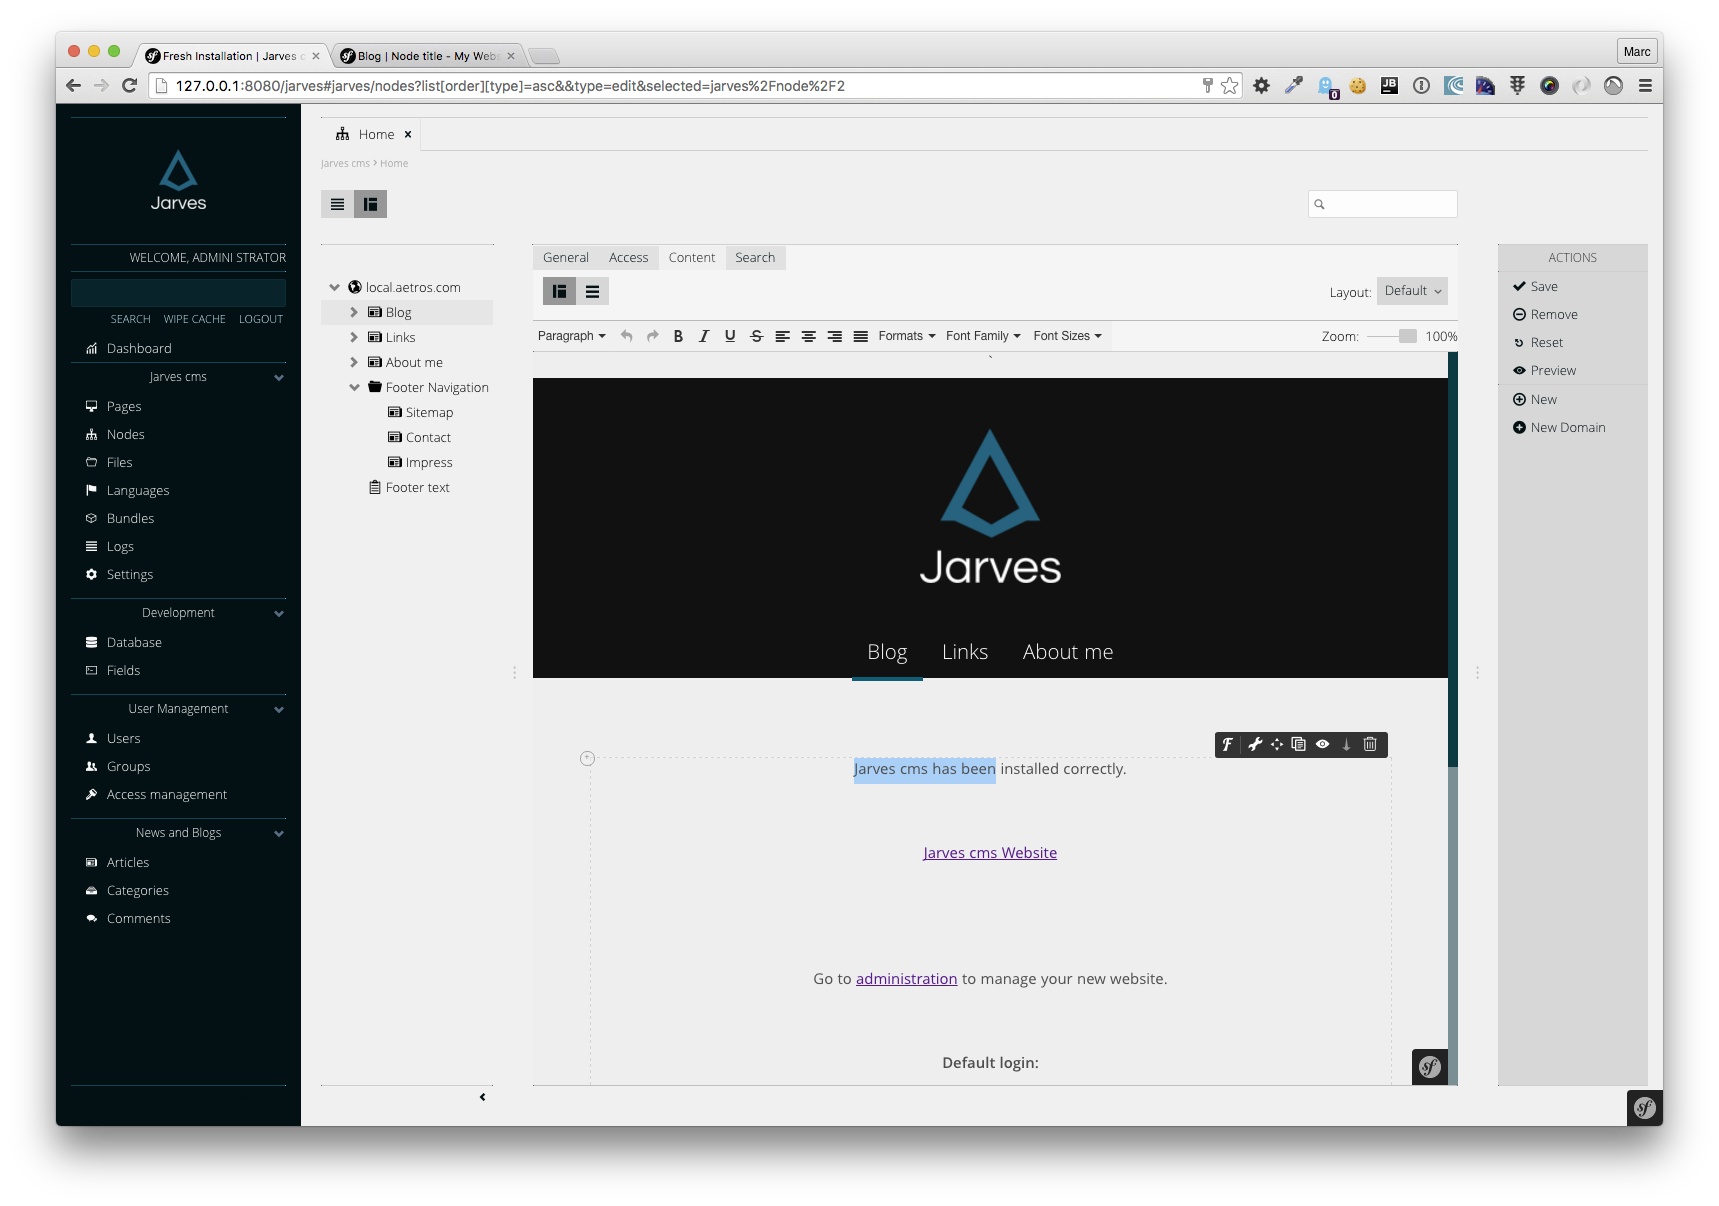 Fresh Installation | Jarves c
Blog | Node title - My Webs
Marc
127.0.0.1:8080/jarves#jarves/nodes?list[order][type]=asc&&type=edit&selected=jarves%2Fnode%2F2
0
JB
Jarves
WELCOME, ADMINI STRATOR
SEARCH WIPE CACHE LOGOUT
Dashboard
Jarves cms
Pages
Nodes
Files
Languages
Bundles
Logs
Settings
Development
Database
Fields
User Management
Users
Groups
Access management
News and Blogs
Articles
Categories
Comments
Home
Jarves cms › Home
local.aetros.com
Blog
Links
About me
Footer Navigation
Sitemap
Contact
Impress
Footer text
General Access Content Search
Layout: Default
Paragraph B I U S Formats Font Family Font Sizes Zoom: 100%
Jarves
Blog Links About me
Jarves cms has been installed correctly.
Jarves cms Website
Go to administration to manage your new website.
Default login:
sf
ACTIONS
Save
Remove
Reset
Preview
New
New Domain
sf